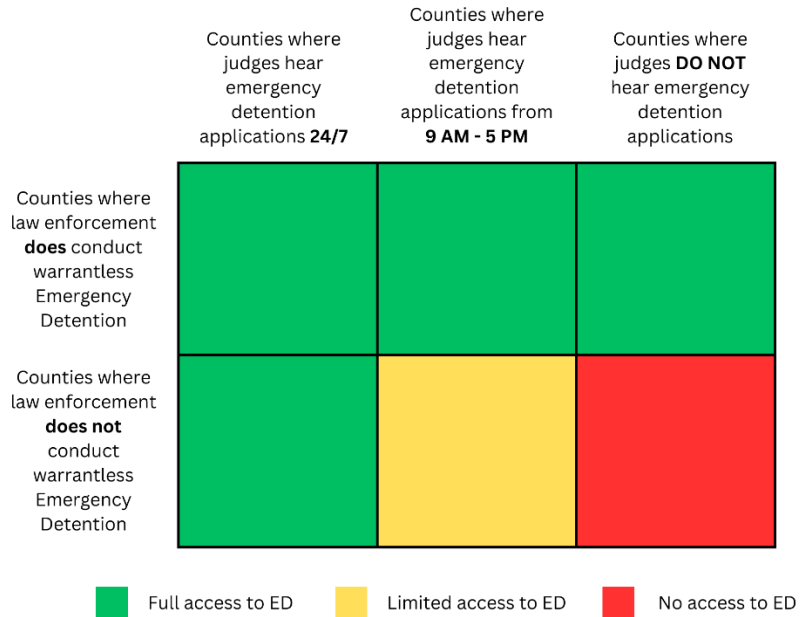 Counties where
judges hear
emergency
detention
applications 24/7
Counties where
judges hear
emergency
detention
applications from
9 AM - 5 PM
Counties where
judges DO NOT
hear emergency
detention
applications
Counties where
law enforcement
does conduct
warrantless
Emergency
Detention
Counties where
law enforcement
does not
conduct
warrantless
Emergency
Detention
Full access to ED
Limited access to ED
No access to ED